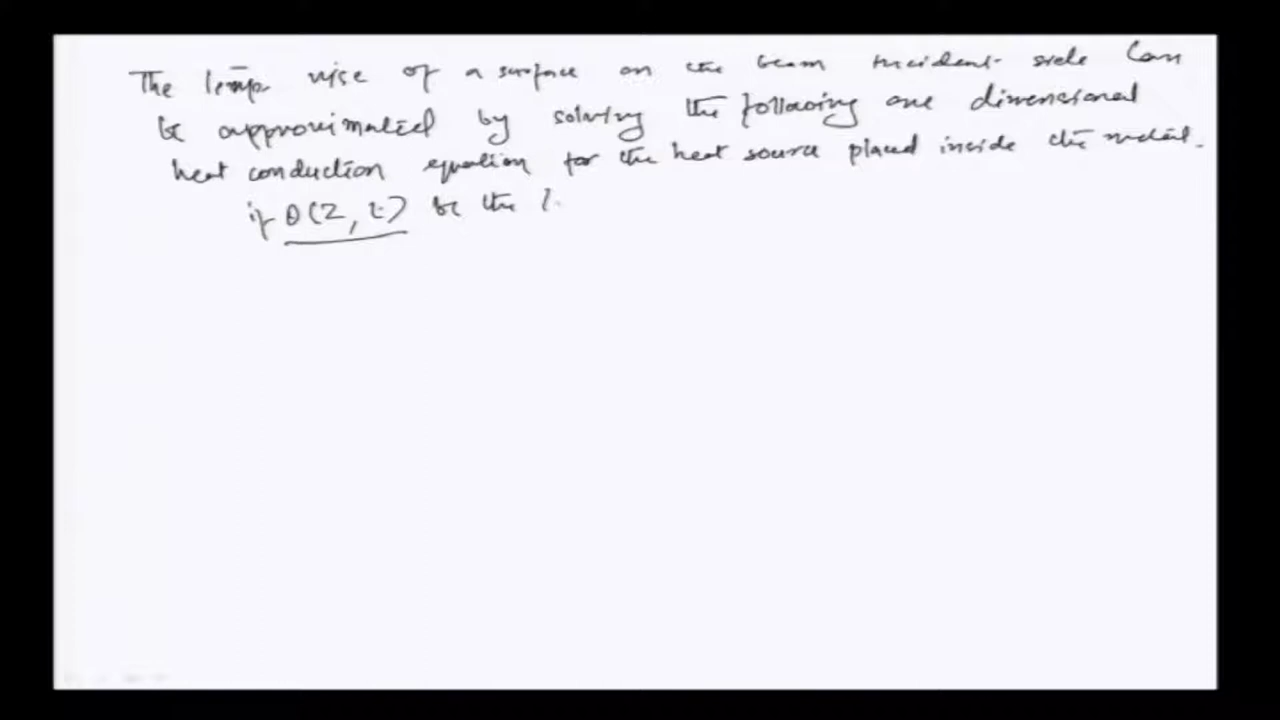 The temp rise of a surface on the beam incident side can
be approximated by solving the following one dimensional
heat conduction equation for the heat source placed inside the metal.
if θ(z, t) be the